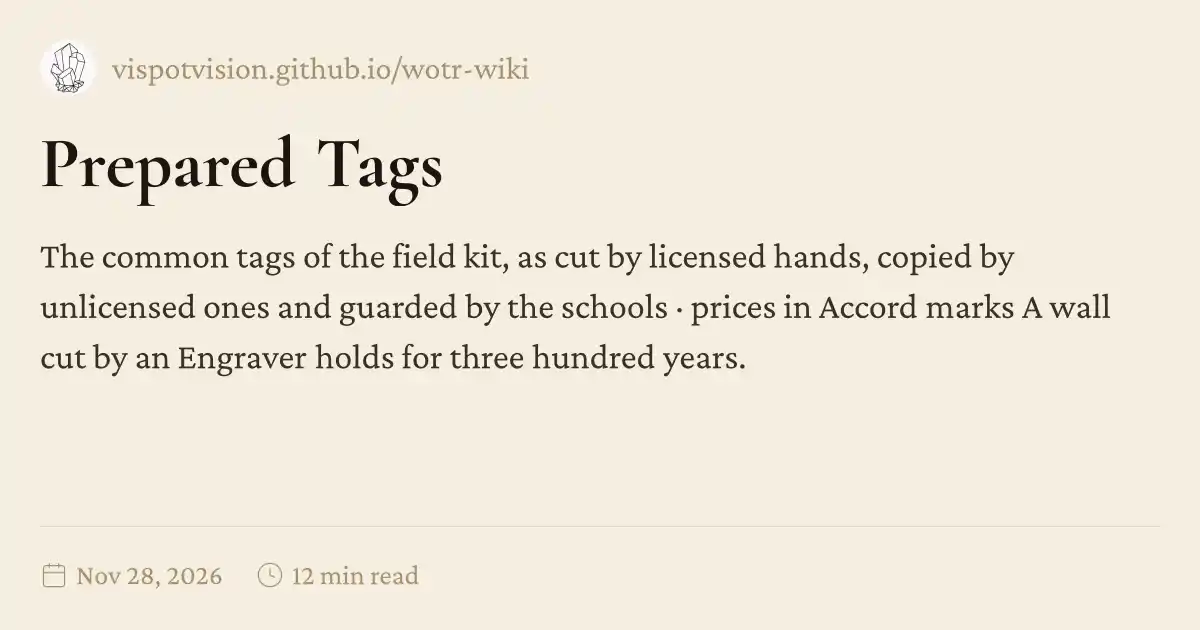 vispotvision.github.io/wotr-wiki
Prepared Tags
The common tags of the field kit, as cut by licensed hands, copied by
unlicensed ones and guarded by the schools · prices in Accord marks A wall
cut by an Engraver holds for three hundred years.
Nov 28, 2026
12 min read